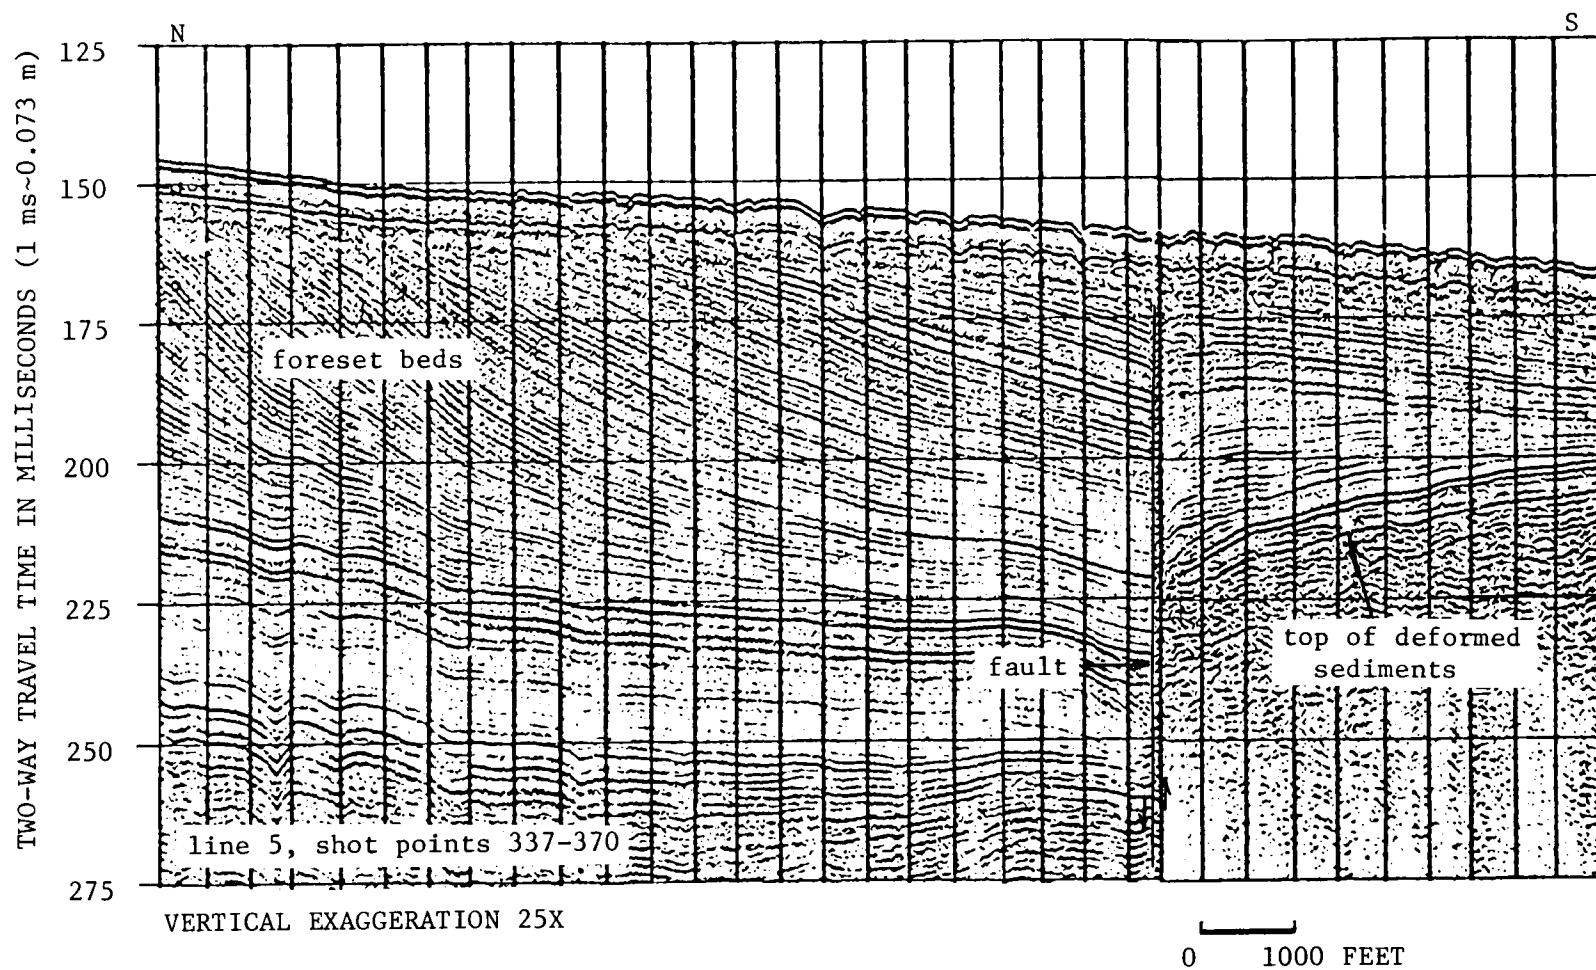 N
S
TWO-WAY TRAVEL TIME IN MILLISECONDS (1 ms~0.073 m)
125
150
175
200
225
250
275
foreset beds
fault
top of deformed
sediments
line 5, shot points 337-370
VERTICAL EXAGGERATION 25X
0 1000 FEET